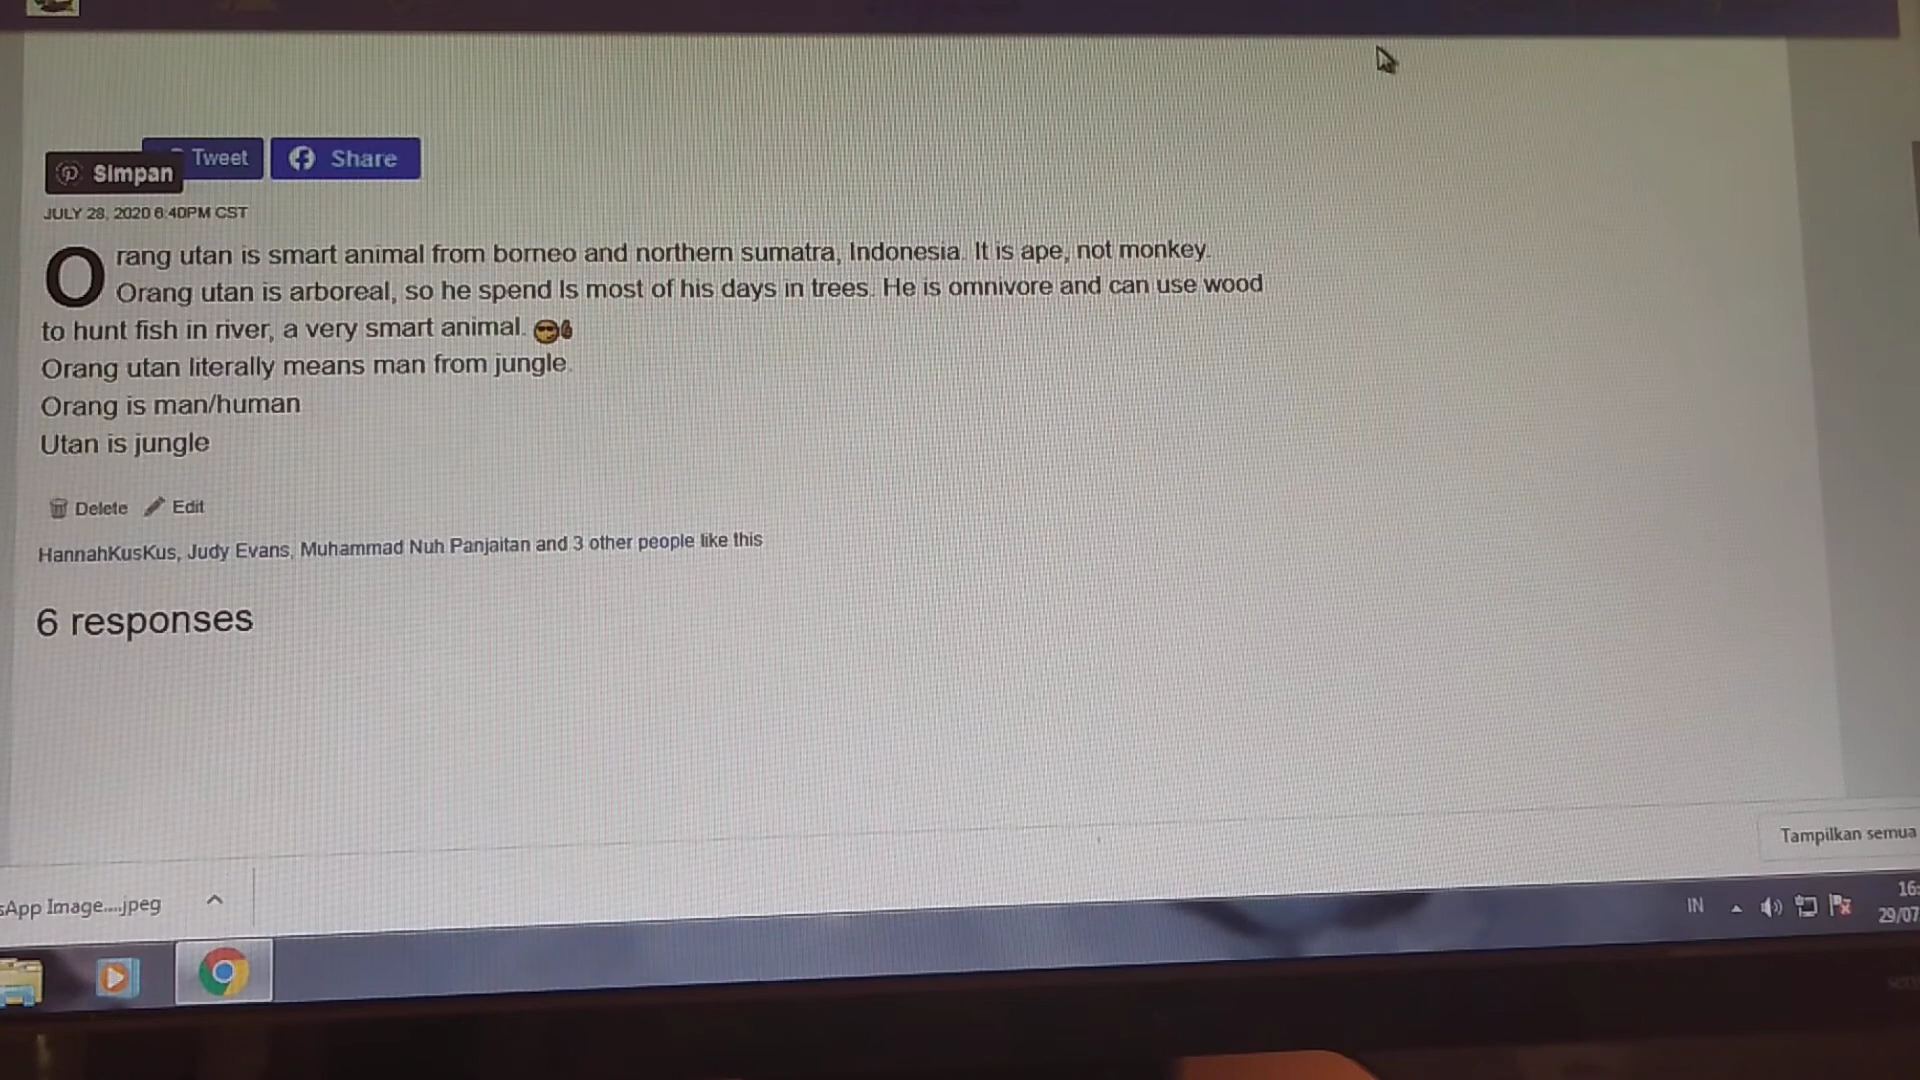 Tweet
Share
Simpan
JULY 28, 2020 6:40PM CST
Orang utan is smart animal from borneo and northern sumatra, Indonesia. It is ape, not monkey.
Orang utan is arboreal, so he spend ls most of his days in trees. He is omnivore and can use wood
to hunt fish in river, a very smart animal. 😎👍
Orang utan literally means man from jungle.
Orang is man/human
Utan is jungle
Delete Edit
HannahKusKus, Judy Evans, Muhammad Nuh Panjaitan and 3 other people like this
6 responses
Tampilkan semua
sApp Image....jpeg
IN
16:
29/07